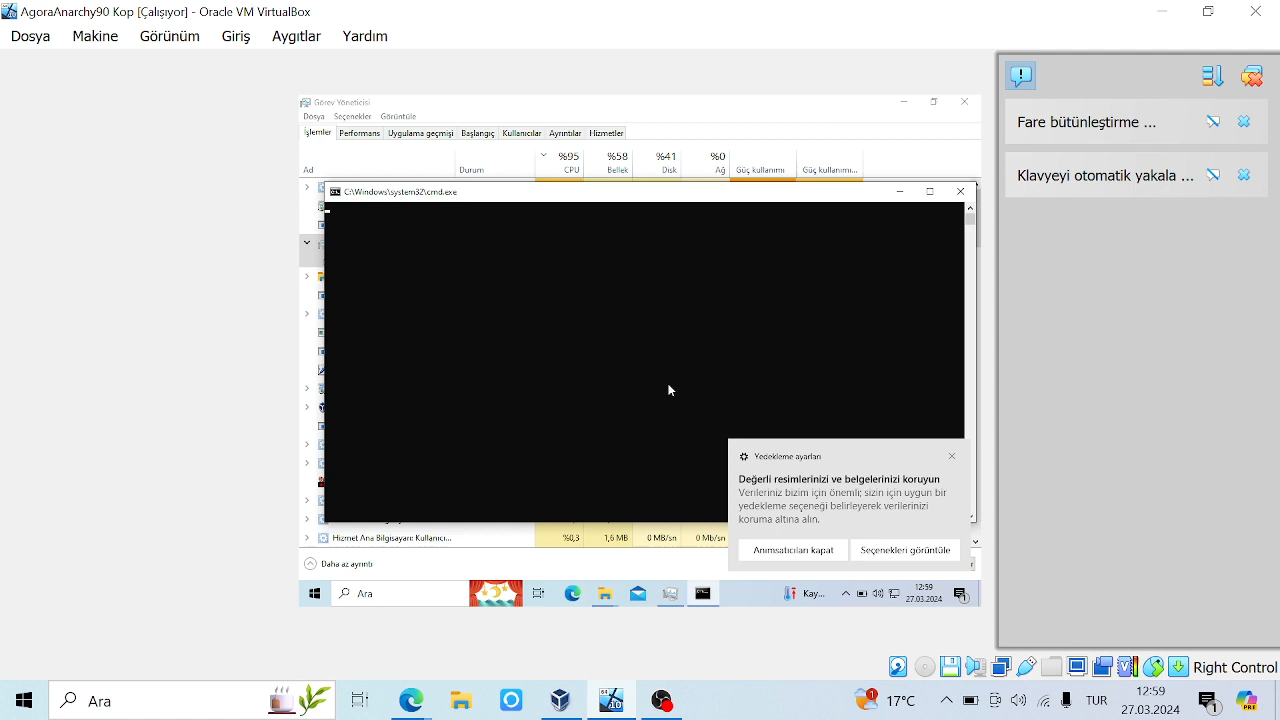 AgoraAnarchy90 Kop [Çalışıyor] - Oracle VM VirtualBox
Dosya Makine Görünüm Giriş Aygıtlar Yardım
Fare bütünleştirme ...
Klavyeyi otomatik yakala ...
Görev Yöneticisi
Dosya Seçenekler Görüntüle
İşlemler Performans Uygulama geçmişi Başlangıç Kullanıcılar Ayrıntılar Hizmetler
%95 %58 %41 %0
Ad Durum CPU Bellek Disk Ağ Güç kullanımı Güç kullanımı...
C:\Windows\system32\cmd.exe
Yedekleme ayarları
Değerli resimlerinizi ve belgelerinizi koruyun
Verileriniz bizim için önemli; sizin için uygun bir
yedekleme seçeneği belirleyerek verilerinizi
koruma altına alın.
Anımsatıcıları kapat Seçenekleri görüntüle
Hizmet Ana Bilgisayarı: Kullanıcı... %0,3 1,6 MB 0 MB/sn 0 Mb/sn
Daha az ayrıntı
Ara Kay... 12:59
27.03.2024 1
Right Control
Ara 17°C TUR 12:59
27.03.2024 1